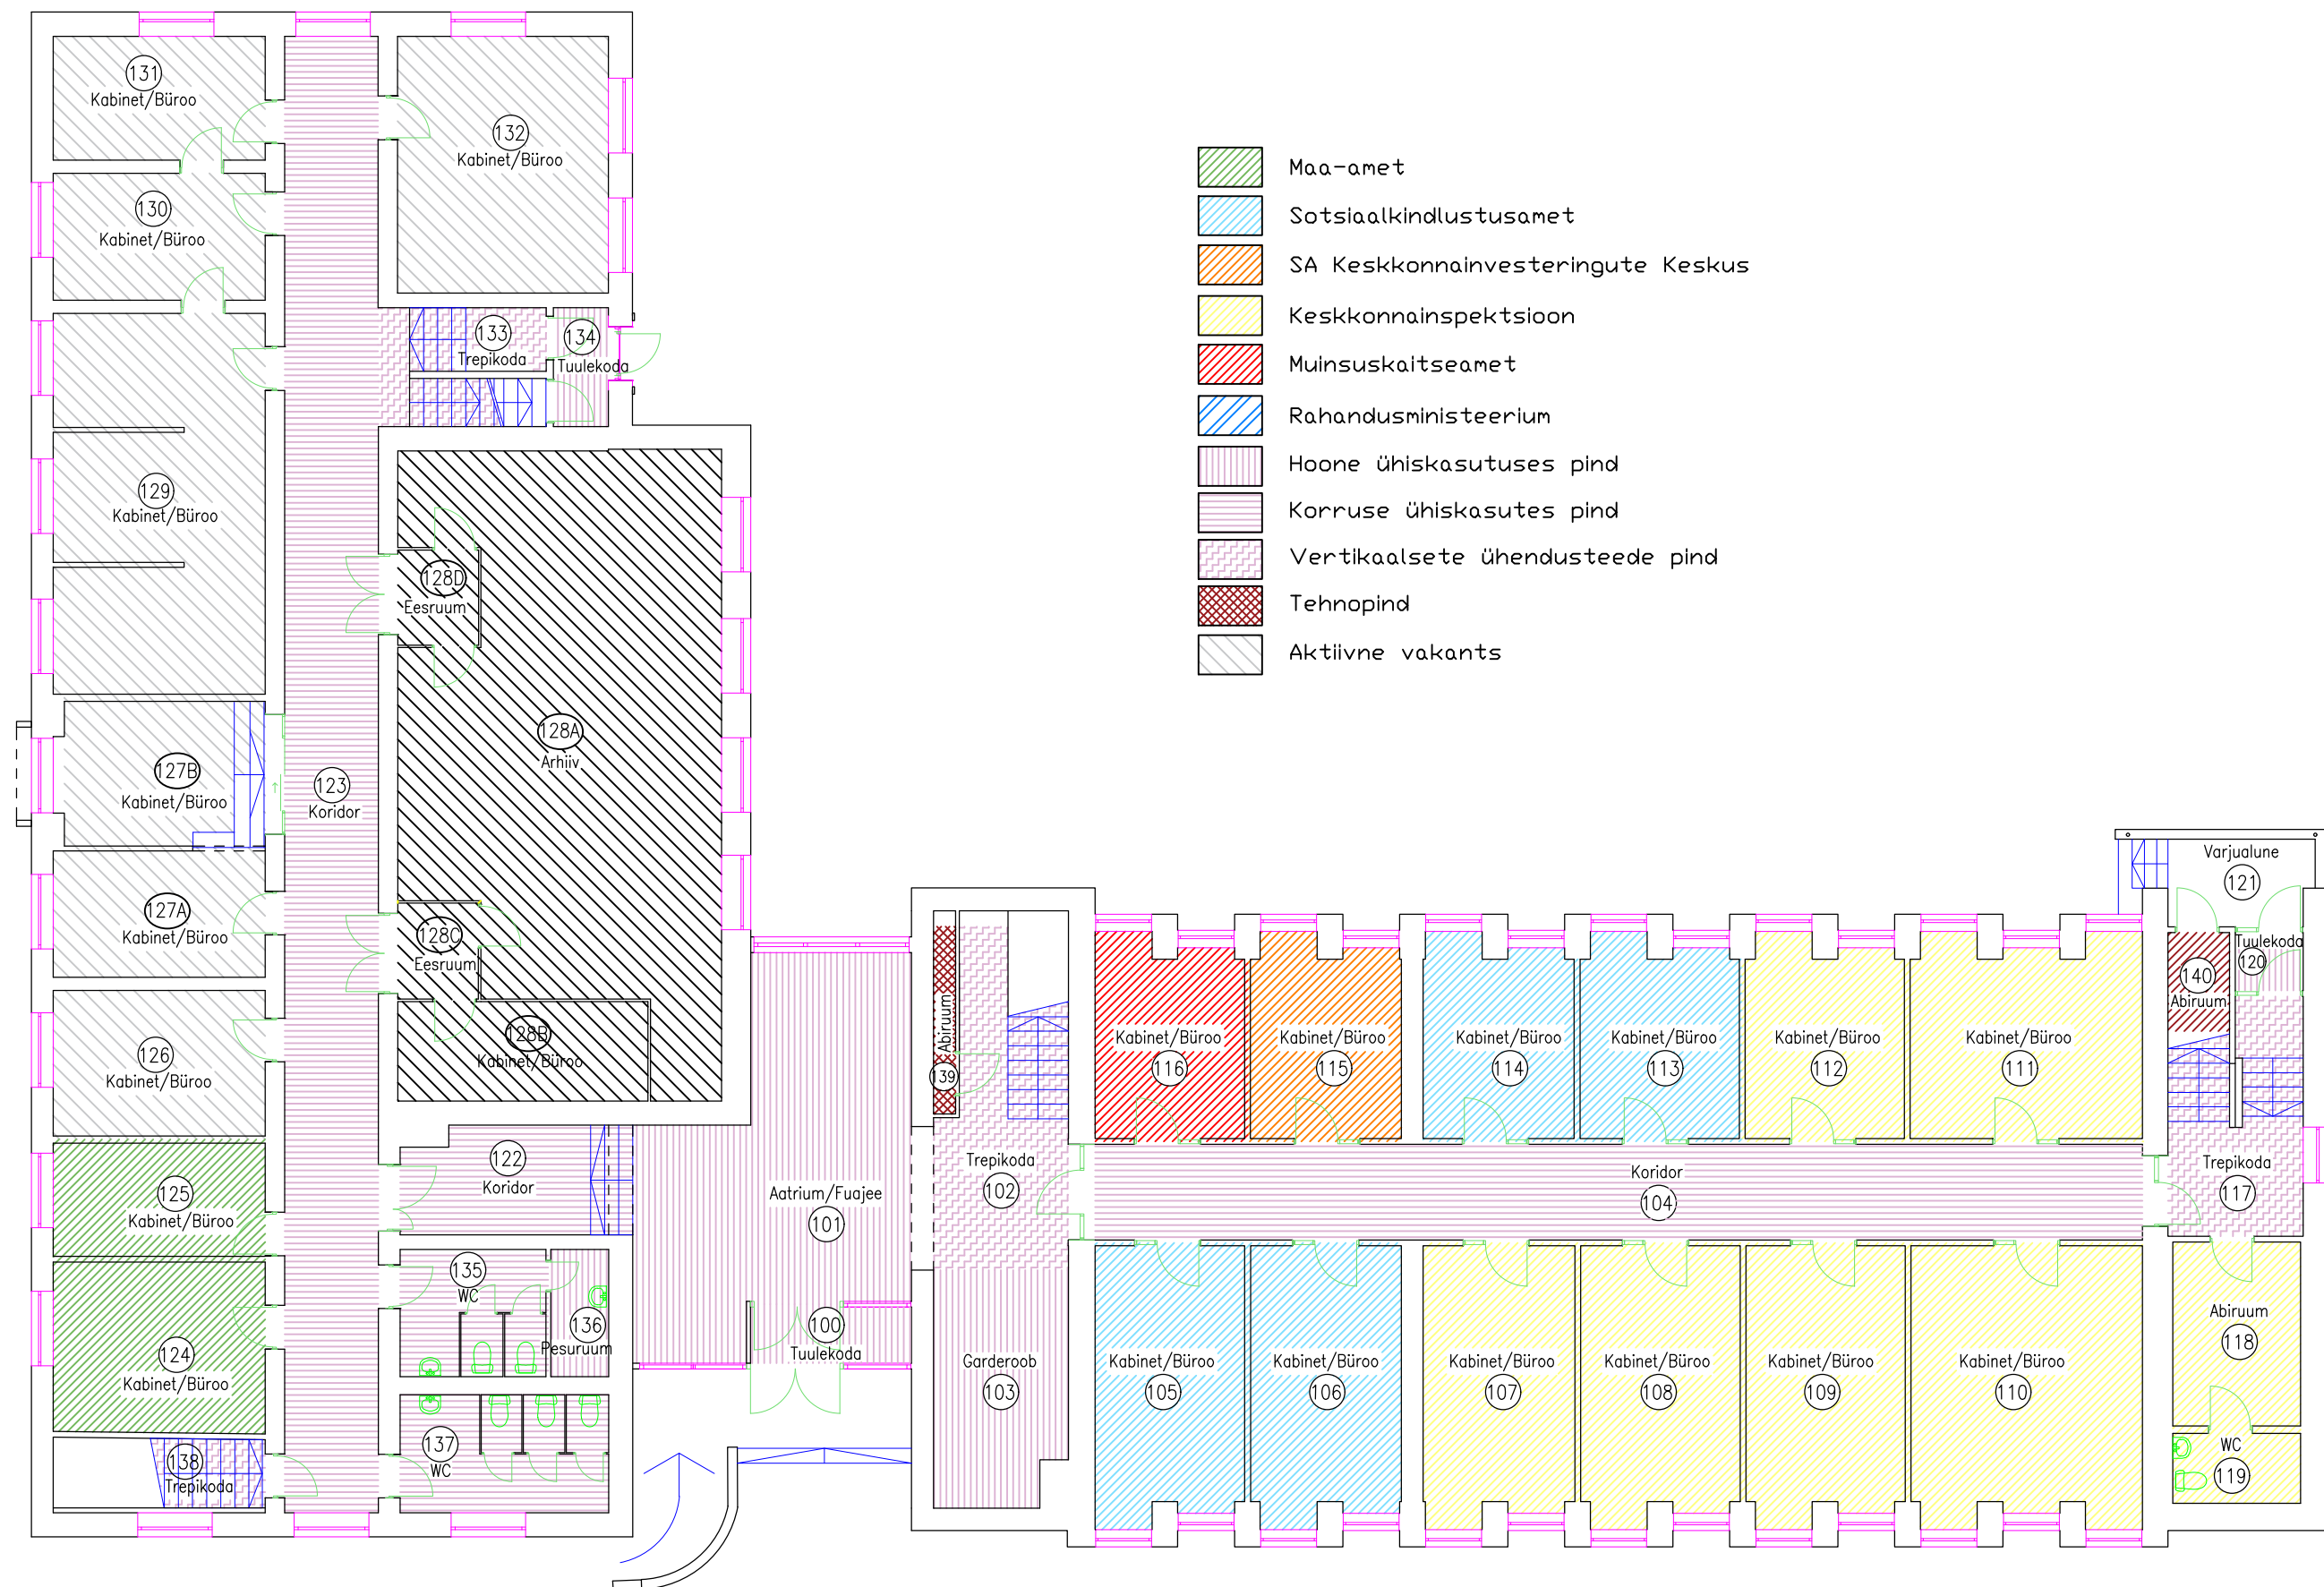 131
Kabinet/Büroo
132
Kabinet/Büroo
130
Kabinet/Büroo
133
Trepikoda
134
Tuulekoda
129
Kabinet/Büroo
128D
Eesruum
128A
Arhiiv
127B
Kabinet/Büroo
123
Koridor
127A
Kabinet/Büroo
128C
Eesruum
128B
Kabinet/Büroo
126
Kabinet/Büroo
122
Koridor
125
Kabinet/Büroo
135
WC
136
Pesuruum
124
Kabinet/Büroo
137
WC
138
Trepikoda
Aatrium/Fuajee
101
100
Tuulekoda
Maa-amet
Sotsiaalkindlustusamet
SA Keskkonnainvesteringute Keskus
Keskkonnainspektsioon
Muinsuskaitseamet
Rahandusministeerium
Hoone ühiskasutuses pind
Korruse ühiskasutes pind
Vertikaalsete ühendusteede pind
Tehnopind
Aktiivne vakants
Abiruum
139
Trepikoda
102
Garderoob
103
Kabinet/Büroo
116
Kabinet/Büroo
115
Kabinet/Büroo
114
Kabinet/Büroo
113
Kabinet/Büroo
112
Kabinet/Büroo
111
Koridor
104
Kabinet/Büroo
105
Kabinet/Büroo
106
Kabinet/Büroo
107
Kabinet/Büroo
108
Kabinet/Büroo
109
Kabinet/Büroo
110
Varjualune
121
Tuulekoda
120
140
Abiruum
Trepikoda
117
Abiruum
118
WC
119